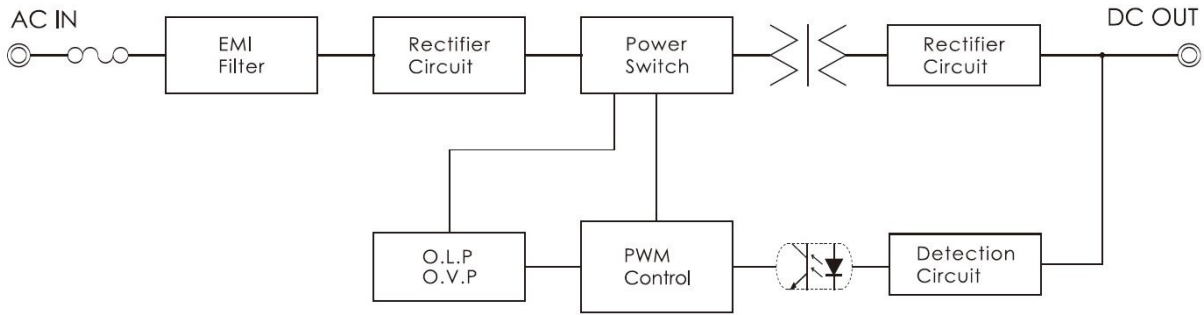 AC IN
DC OUT
EMI
Filter
Rectifier
Circuit
Power
Switch
Rectifier
Circuit
O.L.P
O.V.P
PWM
Control
Detection
Circuit